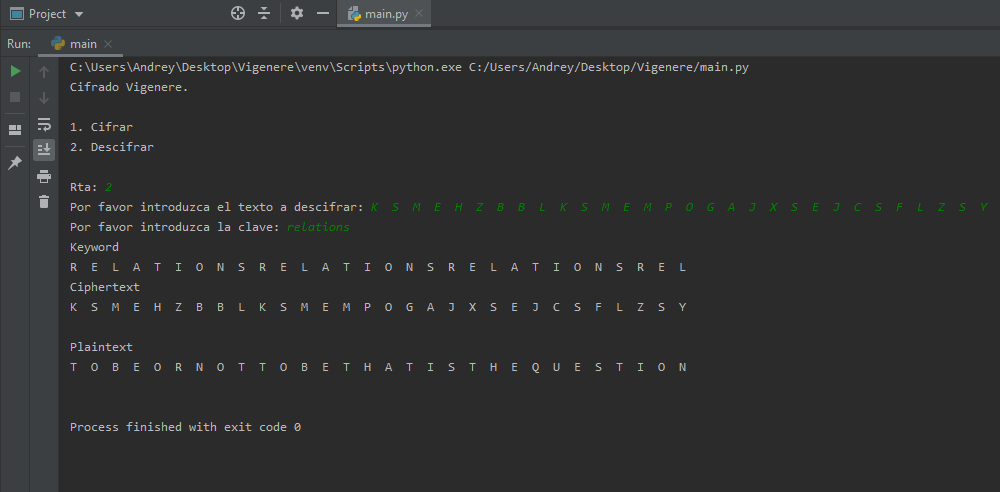 Project
main.py
Run: main
C:\Users\Andrey\Desktop\Vigenere\venv\Scripts\python.exe C:/Users/Andrey/Desktop/Vigenere/main.py
Cifrado Vigenere.
1. Cifrar
2. Descifrar
Rta: 2
Por favor introduzca el texto a descifrar: K S M E H Z B B L K S M E M P O G A J X S E J C S F L Z S Y
Por favor introduzca la clave: relations
Keyword
R E L A T I O N S R E L A T I O N S R E L A T I O N S R E L
Ciphertext
K S M E H Z B B L K S M E M P O G A J X S E J C S F L Z S Y
Plaintext
T O B E O R N O T T O B E T H A T I S T H E Q U E S T I O N
Process finished with exit code 0